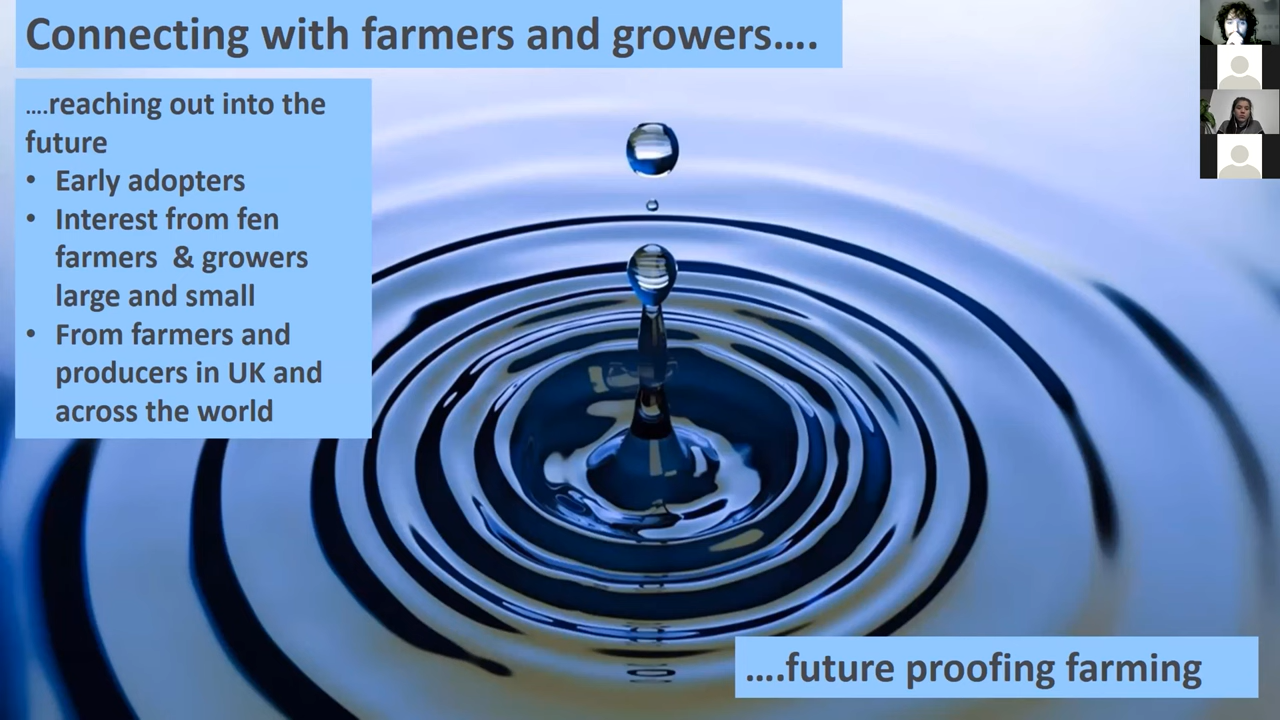 Connecting with farmers and growers….
….reaching out into the
future
• Early adopters
• Interest from fen
farmers & growers
large and small
• From farmers and
producers in UK and
across the world
….future proofing farming